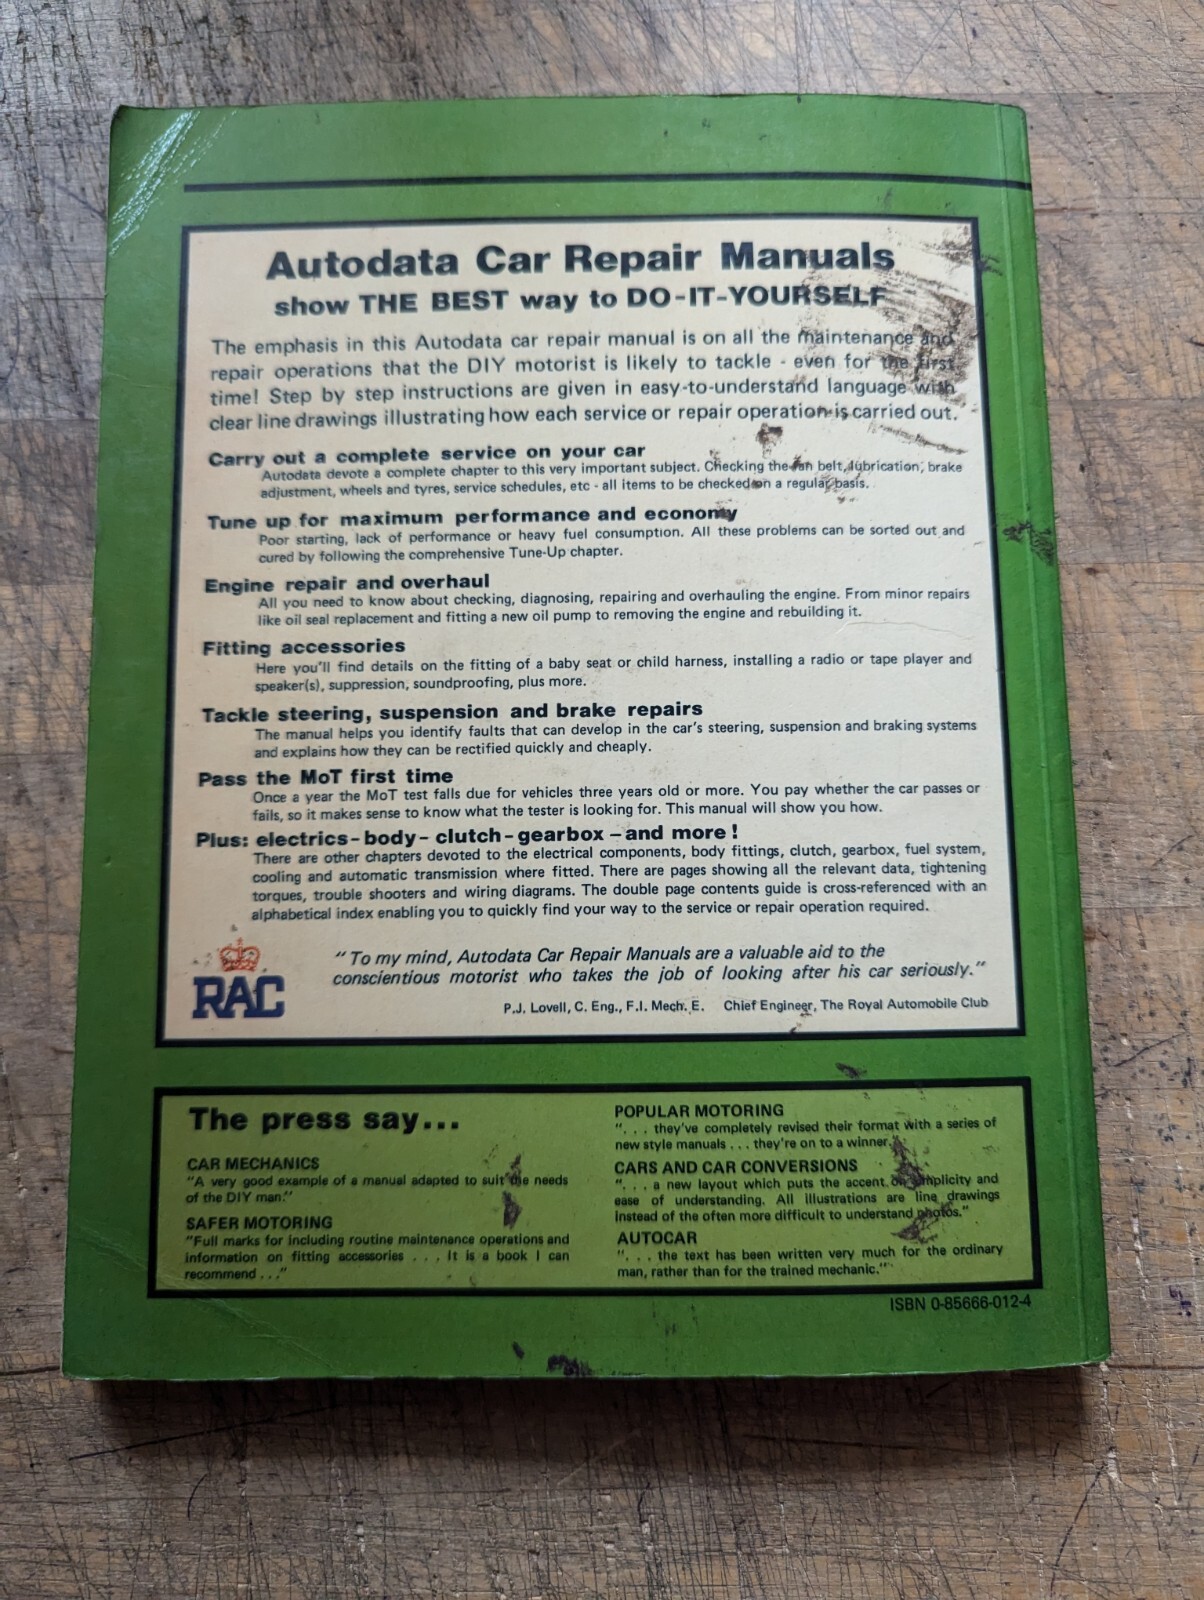 Autodata Car Repair Manuals
show THE BEST way to DO-IT-YOURSELF
The emphasis in this Autodata car repair manual is on all the maintenance and
repair operations that the DIY motorist is likely to tackle - even for the first
time! Step by step instructions are given in easy-to-understand language with
clear line drawings illustrating how each service or repair operation is carried out.
Carry out a complete service on your car
Autodata devote a complete chapter to this very important subject. Checking the fan belt, lubrication, brake
adjustment, wheels and tyres, service schedules, etc - all items to be checked on a regular basis.
Tune up for maximum performance and economy
Poor starting, lack of performance or heavy fuel consumption. All these problems can be sorted out and
cured by following the comprehensive Tune-Up chapter.
Engine repair and overhaul
All you need to know about checking, diagnosing, repairing and overhauling the engine. From minor repairs
like oil seal replacement and fitting a new oil pump to removing the engine and rebuilding it.
Fitting accessories
Here you'll find details on the fitting of a baby seat or child harness, installing a radio or tape player and
speaker(s), suppression, soundproofing, plus more.
Tackle steering, suspension and brake repairs
The manual helps you identify faults that can develop in the car's steering, suspension and braking systems
and explains how they can be rectified quickly and cheaply.
Pass the MoT first time
Once a year the MoT test falls due for vehicles three years old or more. You pay whether the car passes or
fails, so it makes sense to know what the tester is looking for. This manual will show you how.
Plus: electrics - body - clutch - gearbox - and more!
There are other chapters devoted to the electrical components, body fittings, clutch, gearbox, fuel system,
cooling and automatic transmission where fitted. There are pages showing all the relevant data, tightening
torques, trouble shooters and wiring diagrams. The double page contents guide is cross-referenced with an
alphabetical index enabling you to quickly find your way to the service or repair operation required.
RAC
"To my mind, Autodata Car Repair Manuals are a valuable aid to the
conscientious motorist who takes the job of looking after his car seriously."
P.J. Lovell, C. Eng., F.I. Mech. E. Chief Engineer, The Royal Automobile Club
The press say...
CAR MECHANICS
"A very good example of a manual adapted to suit the needs
of the DIY man."
SAFER MOTORING
"Full marks for including routine maintenance operations and
information on fitting accessories . . . It is a book I can
recommend . . ."
POPULAR MOTORING
". . . they've completely revised their format with a series of
new style manuals . . . they're on to a winner."
CARS AND CAR CONVERSIONS
". . . a new layout which puts the accent on simplicity and
ease of understanding. All illustrations are line drawings
instead of the often more difficult to understand photos."
AUTOCAR
". . . the text has been written very much for the ordinary
man, rather than for the trained mechanic."
ISBN 0-85666-012-4